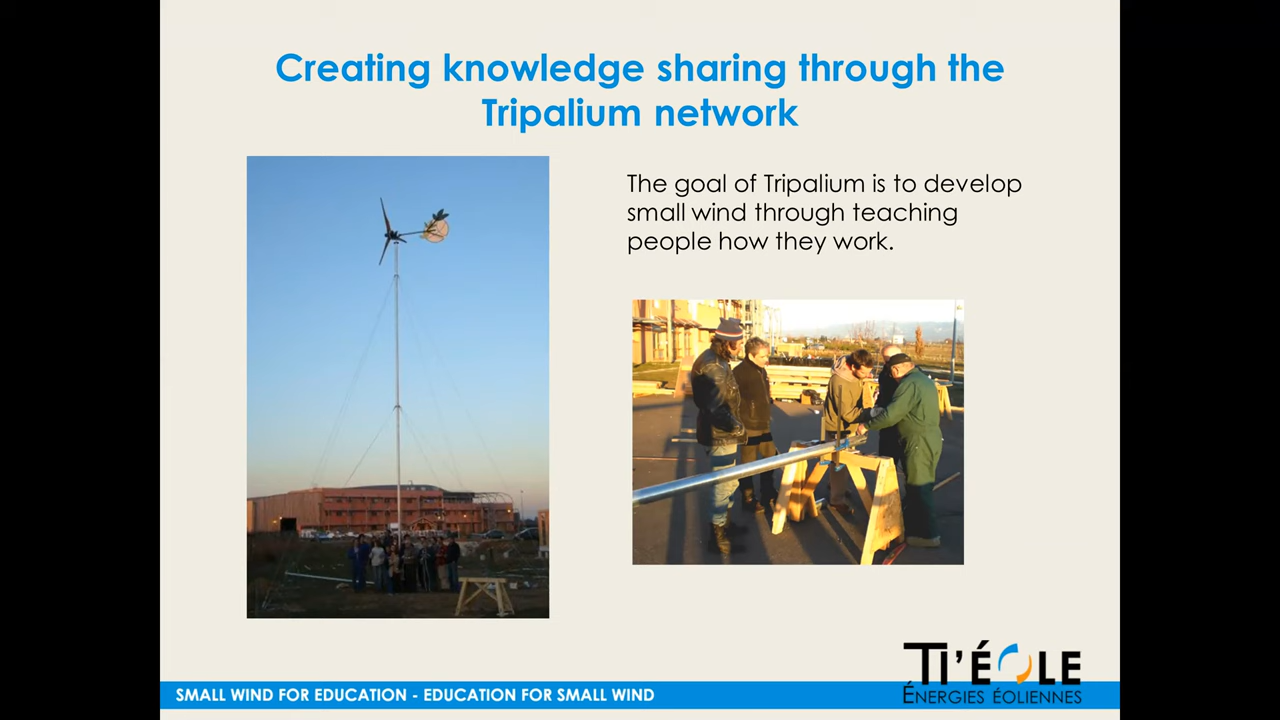 Creating knowledge sharing through the
Tripalium network
The goal of Tripalium is to develop
small wind through teaching
people how they work.
TI'ÉOLE
ÉNERGIES ÉOLIENNES
SMALL WIND FOR EDUCATION - EDUCATION FOR SMALL WIND